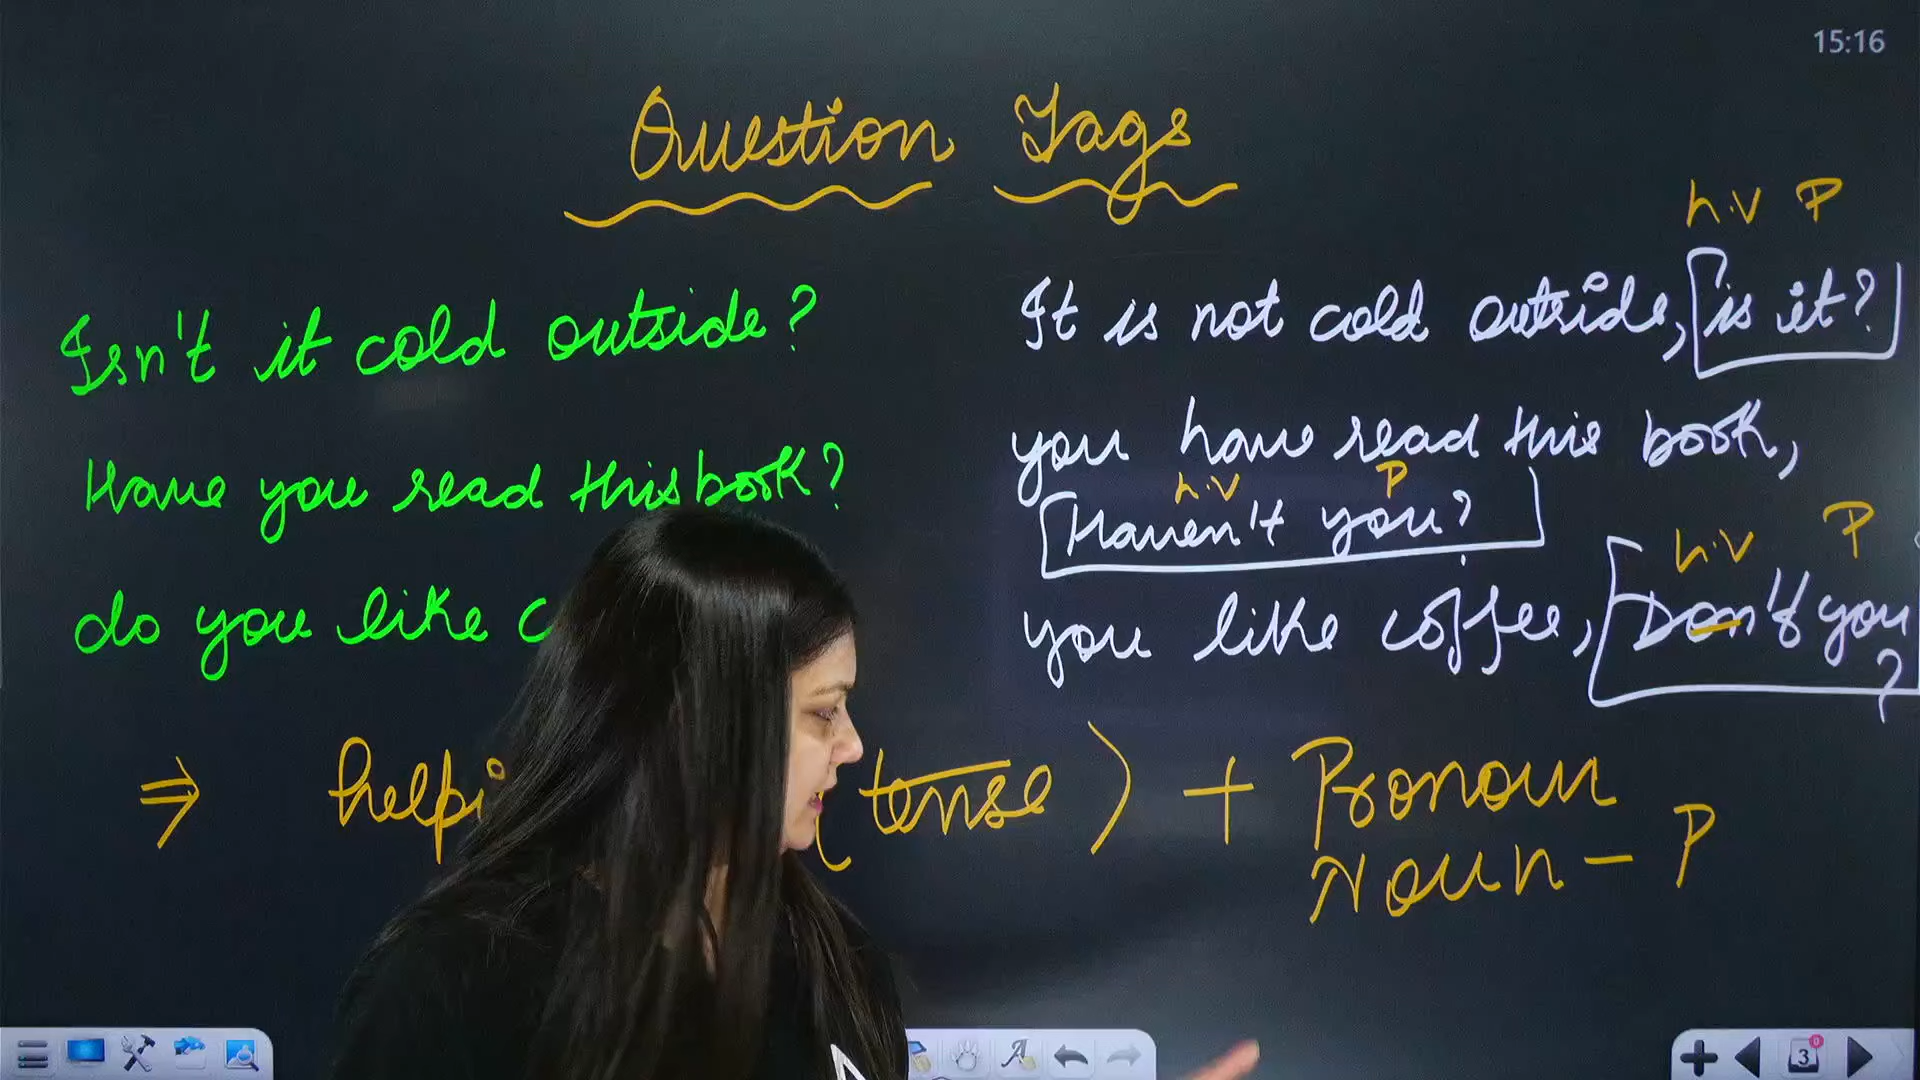 15:16
Question Tags
h.v P
Isn't it cold outside?
It is not cold outside, is it?
Have you read this book?
you have read this book,
h.v P
Haven't you?
h.v P
do you like c
you like coffee, Don't you
?
⇒ helpi (tense) + Pronoun
Noun - P
3